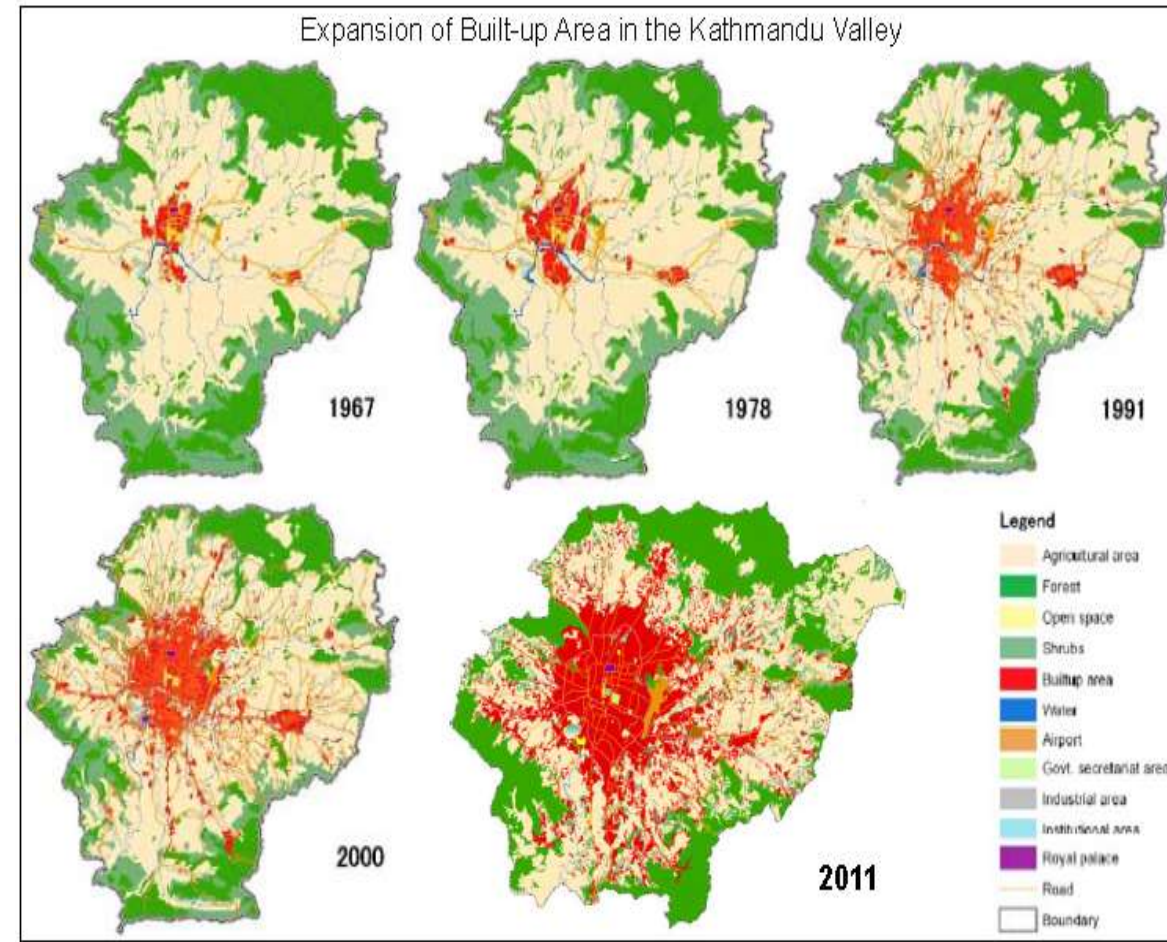 Expansion of Built-up Area in the Kathmandu Valley
1967
1978
1991
2000
2011
Legend
Agricultural area
Forest
Open space
Shrubs
Builtup area
Water
Airport
Govt. secretariat area
Industrial area
Institutional area
Royal palace
Road
Boundary